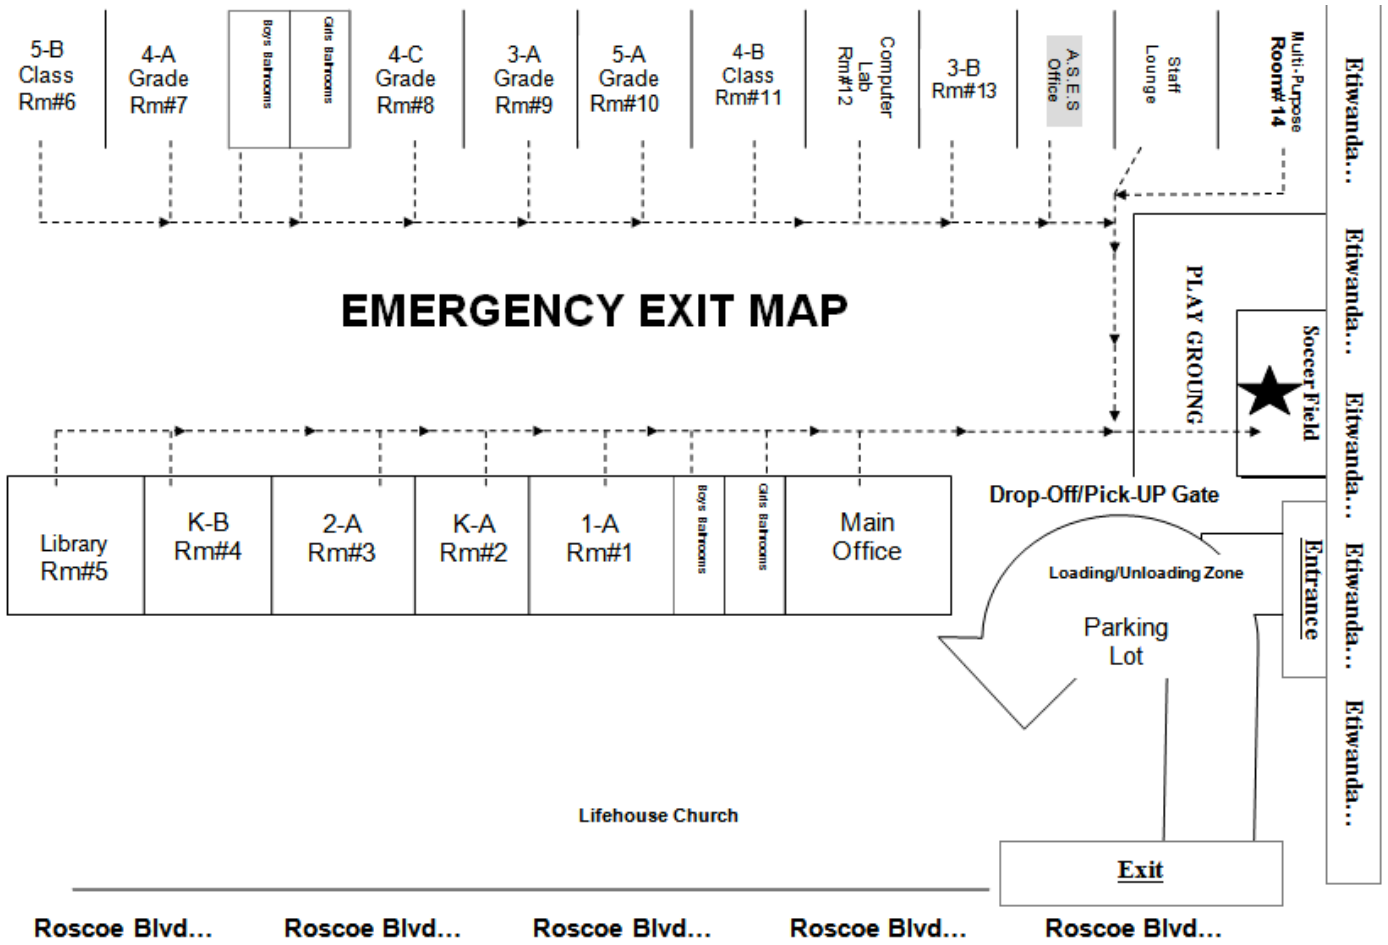 5-B
Class
Rm#6
4-A
Grade
Rm#7
Boys Bathrooms
Girls Bathrooms
4-C
Grade
Rm#8
3-A
Grade
Rm#9
5-A
Grade
Rm#10
4-B
Class
Rm#11
Computer
Lab
Rm#12
3-B
Rm#13
A.S.E.S
Office
Staff
Lounge
Multi-Purpose
Room#14
Etiwanda...
Etiwanda...
Eitwanda...
Etiwanda...
Etiwanda...
EMERGENCY EXIT MAP
PLAY GROUNG
Soccer Field
Library
Rm#5
K-B
Rm#4
2-A
Rm#3
K-A
Rm#2
1-A
Rm#1
Boys Bathrooms
Girls Bathrooms
Main
Office
Drop-Off/Pick-UP Gate
Loading/Unloading Zone
Parking
Lot
Entrance
Lifehouse Church
Exit
Roscoe Blvd... Roscoe Blvd... Roscoe Blvd... Roscoe Blvd... Roscoe Blvd...